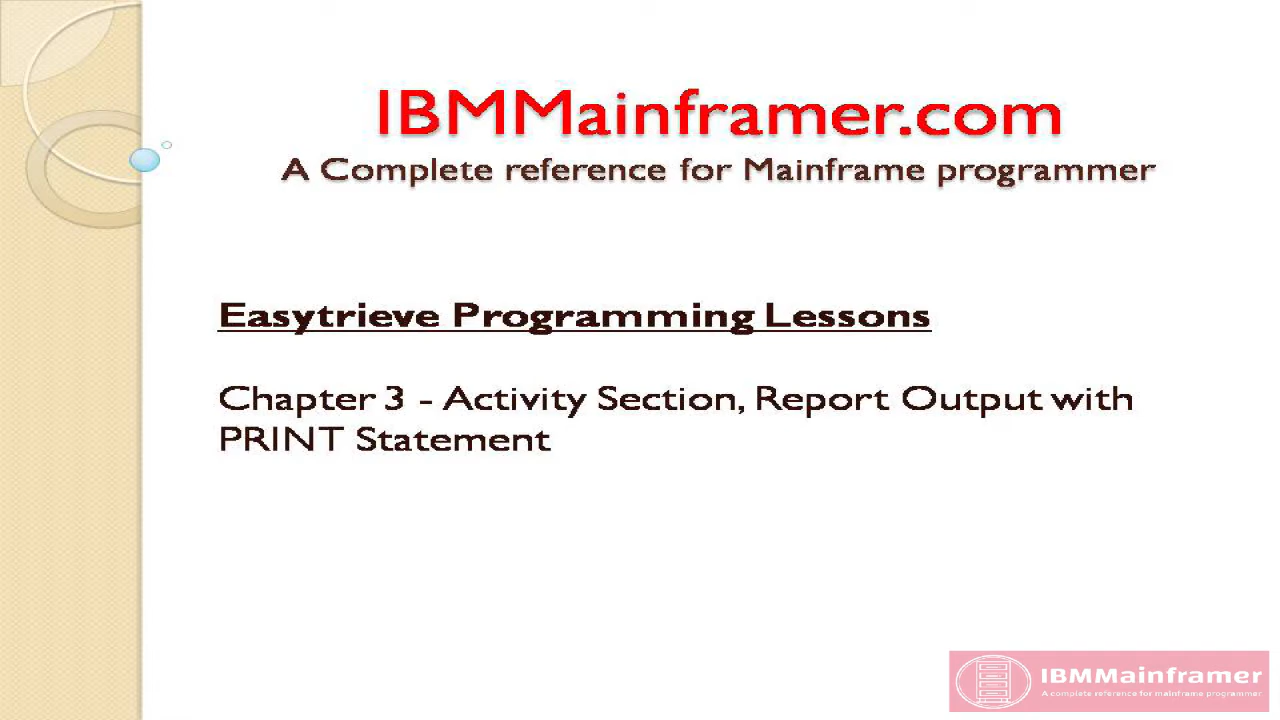 IBMMainframer.com
A Complete reference for Mainframe programmer
Easytrieve Programming Lessons
Chapter 3 - Activity Section, Report Output with
PRINT Statement
IBMMainframer
A complete reference for mainframe programmer